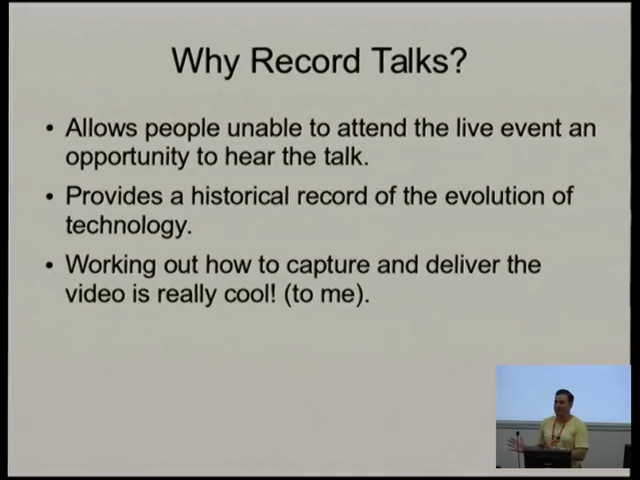 Why Record Talks?
• Allows people unable to attend the live event an
opportunity to hear the talk.
• Provides a historical record of the evolution of
technology.
• Working out how to capture and deliver the
video is really cool! (to me).